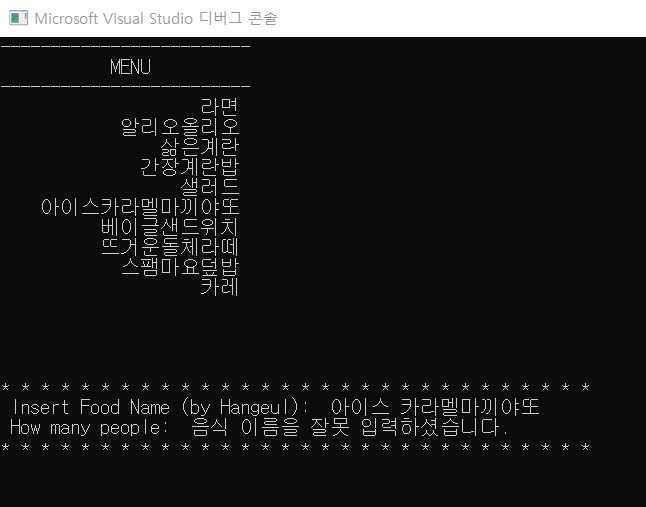 Microsoft Visual Studio 디버그 콘솔
-------------------------
MENU
-------------------------
라면
알리오올리오
삶은계란
간장계란밥
샐러드
아이스카라멜마끼야또
베이글샌드위치
뜨거운돌체라떼
스팸마요덮밥
카레
* * * * * * * * * * * * * * * * * * * * * * * * * * * * * *
Insert Food Name (by Hangeul): 아이스 카라멜마끼야또
How many people: 음식 이름을 잘못 입력하셨습니다.
* * * * * * * * * * * * * * * * * * * * * * * * * * * * * *